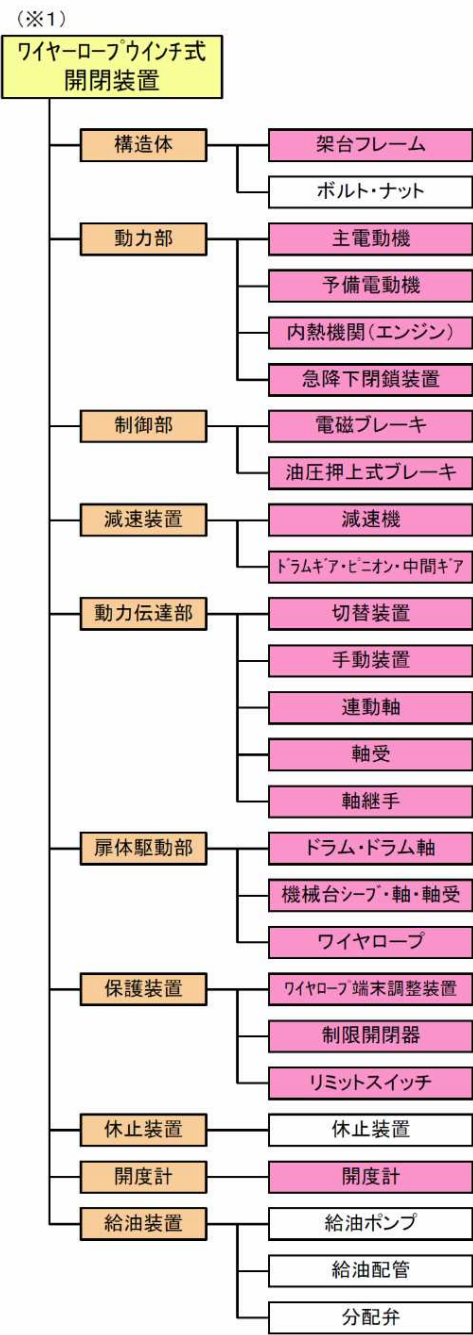 (※1)
ワイヤーロープウインチ式
開閉装置
構造体
架台フレーム
ボルト・ナット
動力部
主電動機
予備電動機
内熱機関(エンジン)
急降下閉鎖装置
制御部
電磁ブレーキ
油圧押上式ブレーキ
減速装置
減速機
ドラムギア・ピニオン・中間ギア
動力伝達部
切替装置
手動装置
連動軸
軸受
軸継手
扉体駆動部
ドラム・ドラム軸
機械台シーブ・軸・軸受
ワイヤロープ
保護装置
ワイヤロープ端末調整装置
制限開閉器
リミットスイッチ
休止装置
休止装置
開度計
開度計
給油装置
給油ポンプ
給油配管
分配弁